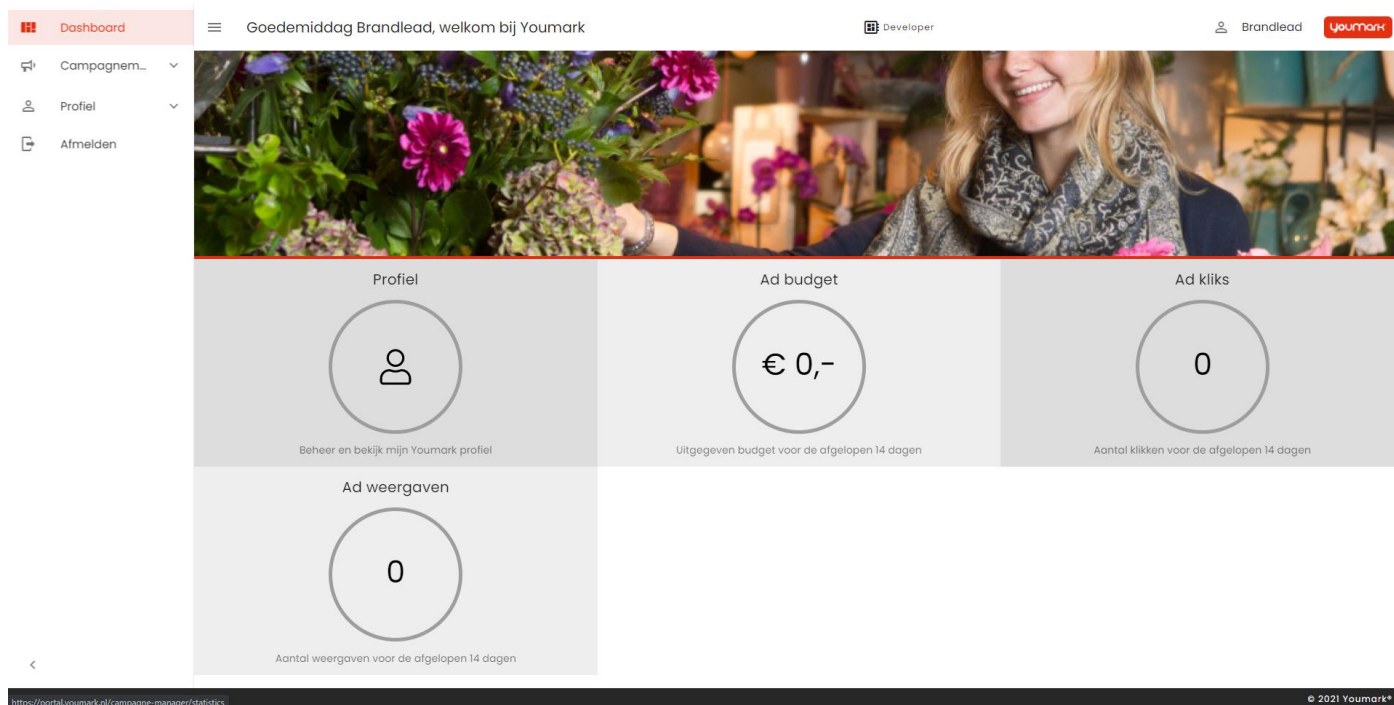 Dashboard
Goedemiddag Brandlead, welkom bij Youmark
Developer
Brandlead
youmark
Campagnem...
Profiel
Afmelden
Profiel
Ad budget
Ad kliks
€ 0,-
0
Beheer en bekijk mijn Youmark profiel
Uitgegeven budget voor de afgelopen 14 dagen
Aantal klikken voor de afgelopen 14 dagen
Ad weergaven
0
Aantal weergaven voor de afgelopen 14 dagen
https://portal.youmark.nl/campagne-manager/statistics
© 2021 Youmark®